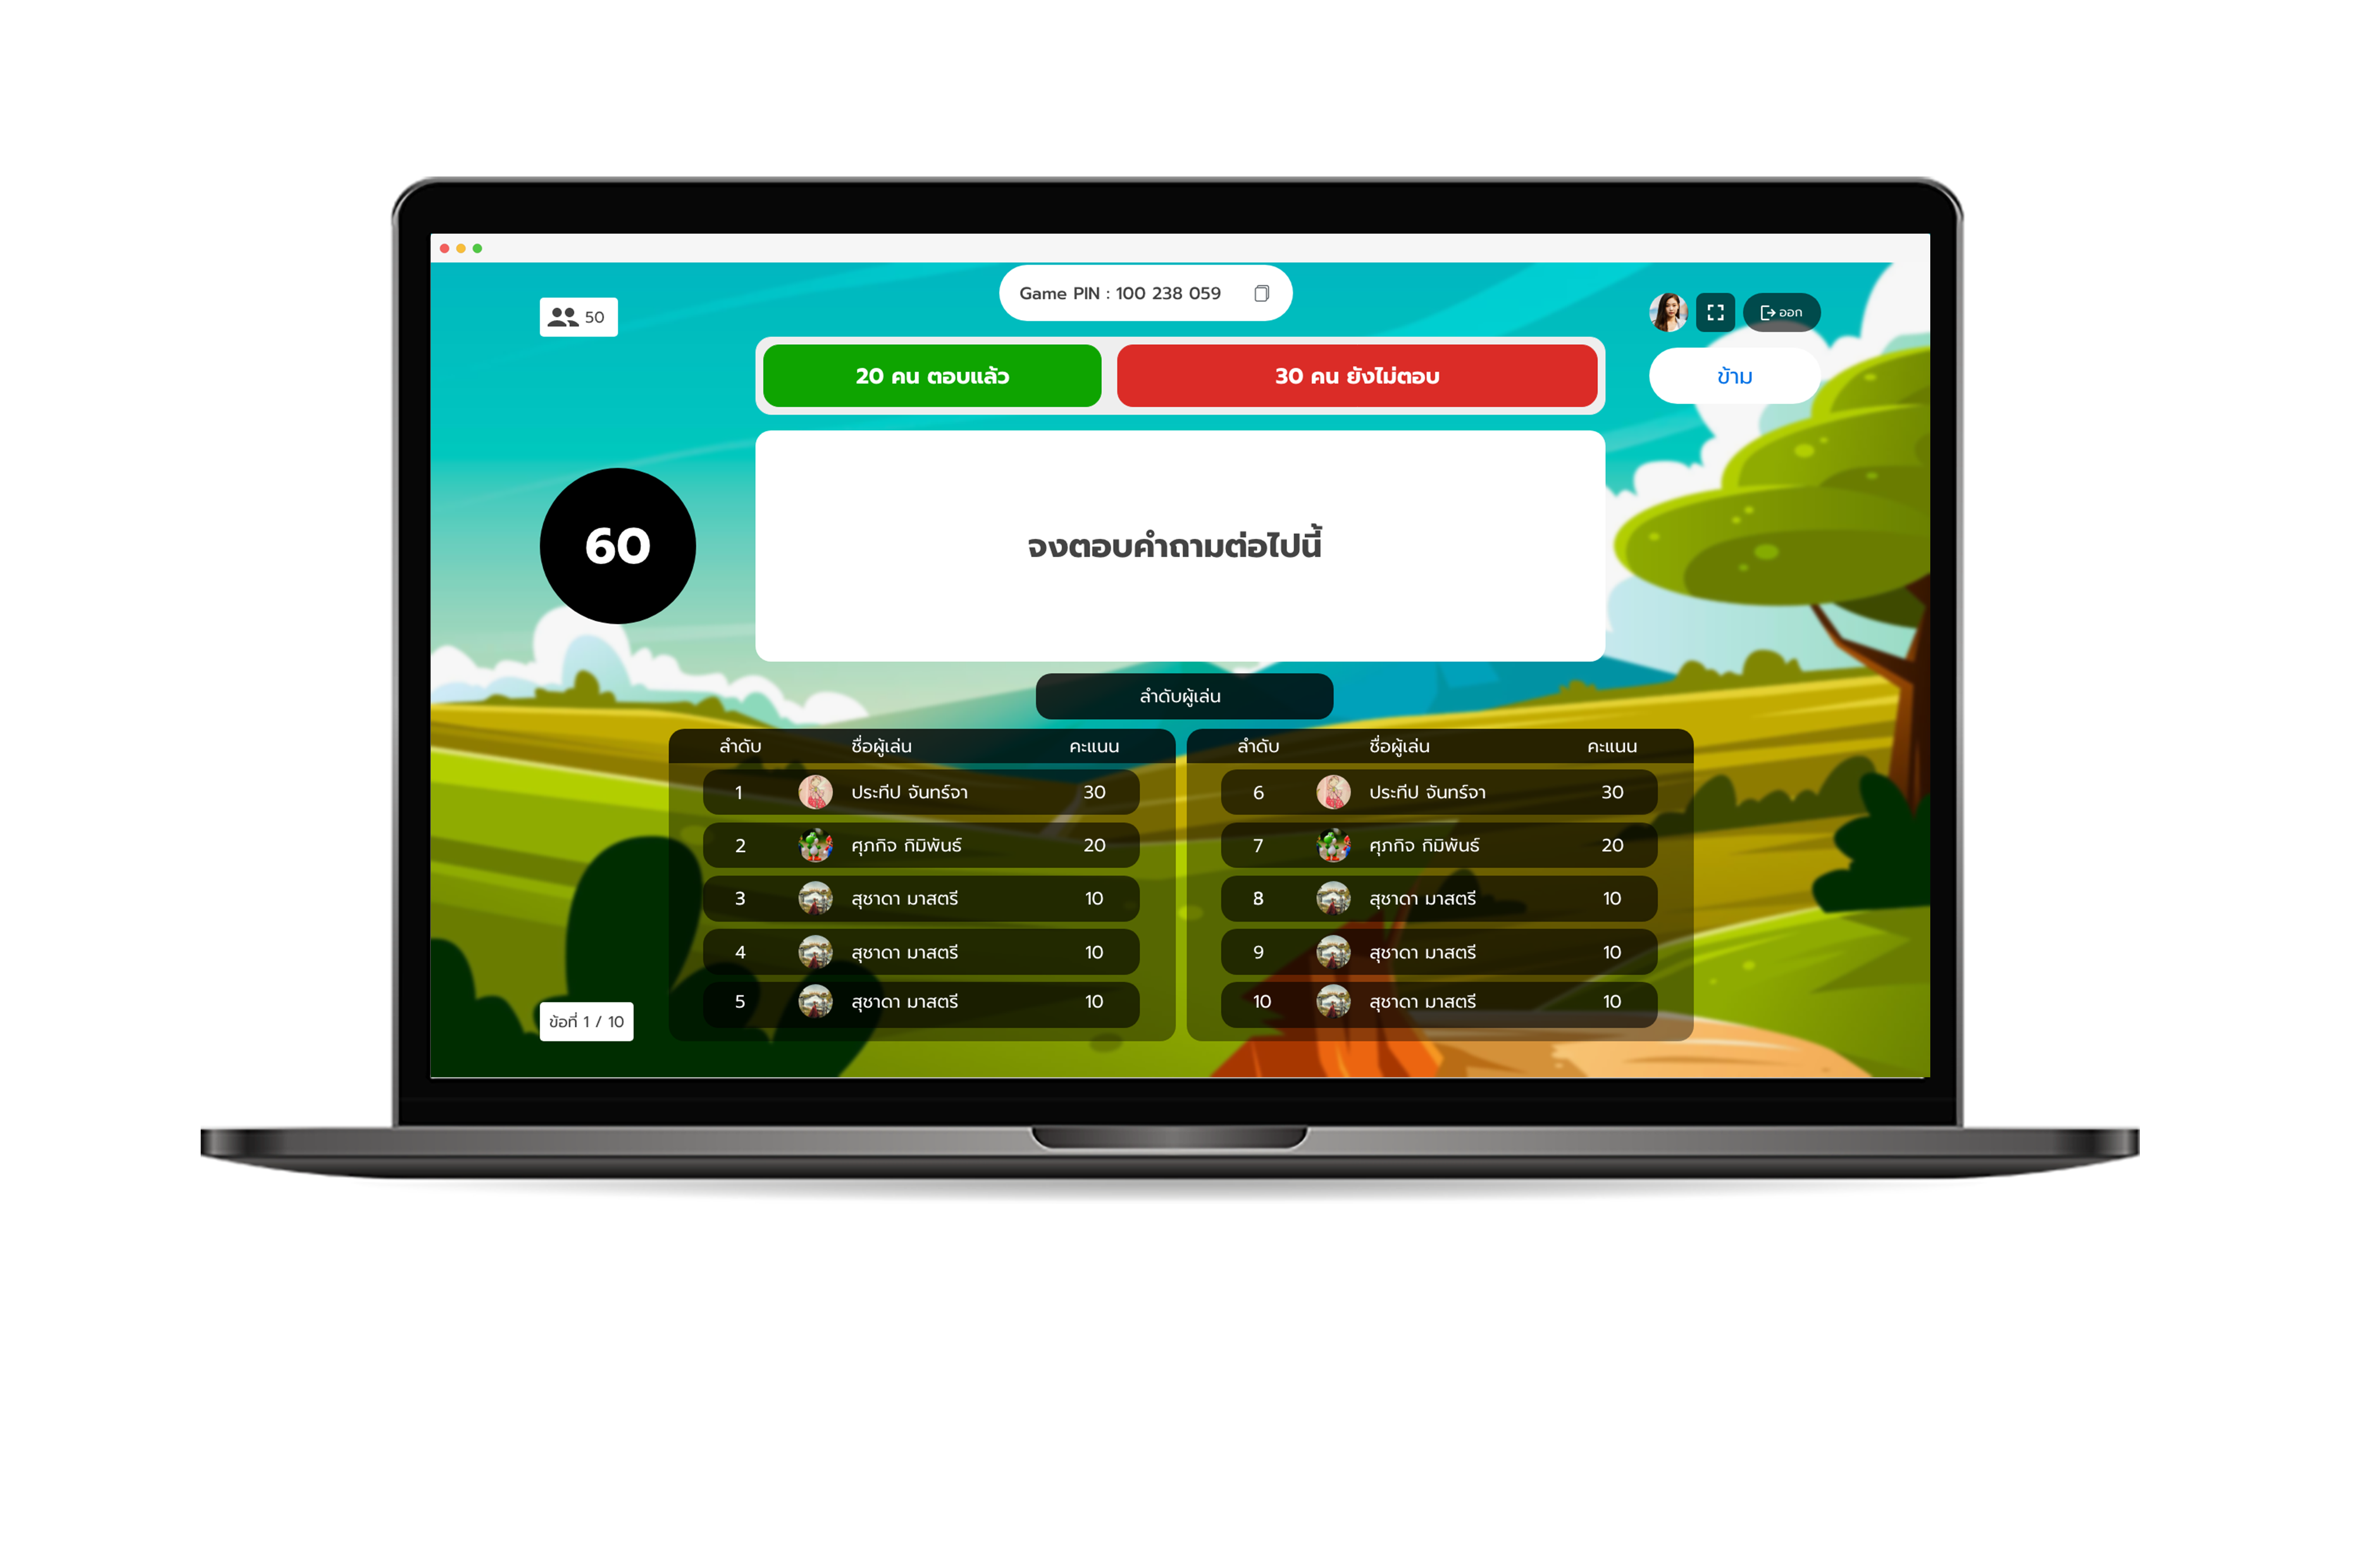 Game PIN : 100 238 059
50
ออก
20 คน ตอบแล้ว
30 คน ยังไม่ตอบ
ข้าม
60
จงตอบคำถามต่อไปนี้
ลำดับผู้เล่น
ลำดับ ชื่อผู้เล่น คะแนน
1 ประทีป จันทร์จา 30
2 ศุภกิจ กิมิพันธ์ 20
3 สุชาดา มาสตรี 10
4 สุชาดา มาสตรี 10
5 สุชาดา มาสตรี 10
ลำดับ ชื่อผู้เล่น คะแนน
6 ประทีป จันทร์จา 30
7 ศุภกิจ กิมิพันธ์ 20
8 สุชาดา มาสตรี 10
9 สุชาดา มาสตรี 10
10 สุชาดา มาสตรี 10
ข้อที่ 1 / 10